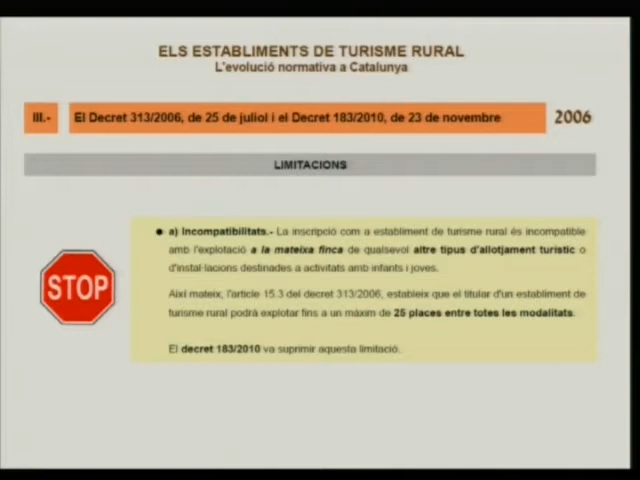 ELS ESTABLIMENTS DE TURISME RURAL
L'evolució normativa a Catalunya
III.- El Decret 313/2006, de 25 de juliol i el Decret 183/2010, de 23 de novembre 2006
LIMITACIONS
● a) Incompatibilitats.- La inscripció com a establiment de turisme rural és incompatible
amb l'explotació a la mateixa finca de qualsevol altre tipus d'allotjament turístic o
d'instal·lacions destinades a activitats amb infants i joves.
STOP
Així mateix, l'article 15.3 del decret 313/2006, estableix que el titular d'un establiment de
turisme rural podrà explotar fins a un màxim de 25 places entre totes les modalitats.
El decret 183/2010 va suprimir aquesta limitació.